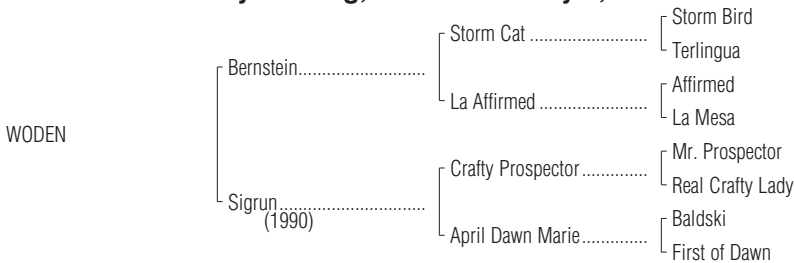 Storm Bird
Storm Cat ....................
Terlingua
Bernstein..........................
Affirmed
La Affirmed ....................
La Mesa
WODEN
Mr. Prospector
Crafty Prospector.............
Real Crafty Lady
Sigrun..............................
(1990)
Baldski
April Dawn Marie.............
First of Dawn